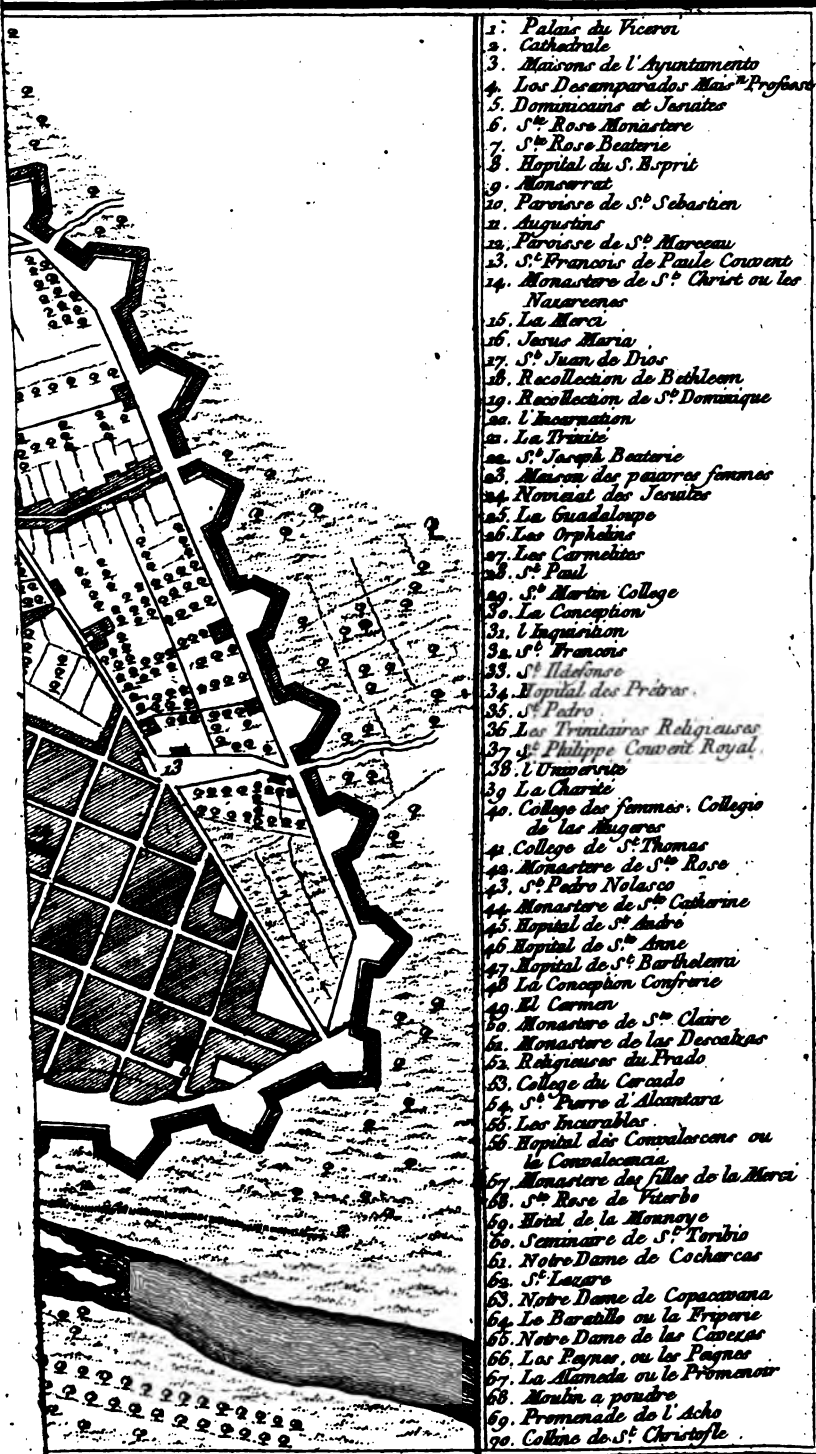 1. Palais du Viceroi
2. Cathedrale
3. Maisons de l'Ayuntamento
4. Los Desamparados Mais.n Professe
5. Dominicains et Jesuites
6. S.te Rose Monastere
7. S.te Rose Beaterie
8. Hopital du S. Esprit
9. Monserrat
10. Paroisse de S.t Sebastien
11. Augustins
12. Paroisse de S.t Marceau
13. S.t Francois de Paule Couvent
14. Monastere de S.t Christ ou les
Nazareenes
15. La Merci
16. Jesus Maria
17. S.t Juan de Dios
18. Recollection de Bethleem
19. Recollection de S.t Dominique
20. l'Incarnation
21. La Trinité
22. S.t Joseph Beaterie
23. Maison des pauvres femmes
24. Noviciat des Jesuites
25. La Guadaloupe
26. Les Orphelins
27. Les Carmelites
28. S.t Paul
29. S.t Martin College
30. La Conception
31. l'Inquisition
32. S.t Francois
33. S.t Ildefonse
34. Hopital des Prêtres.
35. S.t Pedro
36. Les Trinitaires Religieuses
37. S.t Philippe Couvent Royal
38. l'Université
39. La Charité
40. College des femmes. Collegio
de las Mugeres
41. College de S.t Thomas
42. Monastere de S.te Rose
43. S.t Pedro Nolasco
44. Monastere de S.te Catherine
45. Hopital de S.t André
46. Hopital de S.te Anne
47. Hopital de S.t Barthelemi
48. La Conception Confrerie
49. El Carmen
50. Monastere de S.te Claire
51. Monastere de las Descalzas
52. Religieuses du Prado
53. College du Cercado
54. S.t Pierre d'Alcantara
55. Les Incurables
56. Hopital des Convalescens ou
la Convalecencia
57. Monastere des filles de la Merci
58. S.te Rose de Viterbo
59. Hotel de la Monnoye
60. Seminaire de S.t Toribio
61. Notre Dame de Cocharcas
62. S.t Lazare
63. Notre Dame de Copacavana
64. Le Baratillo ou la Friperie
65. Notre Dame de las Cavezas
66. Los Peynes, ou les Peignes
67. La Alameda ou le Promenoir
68. Moulin a poudre
69. Promenade de l'Acho
90. Colline de S.t Christofle
13